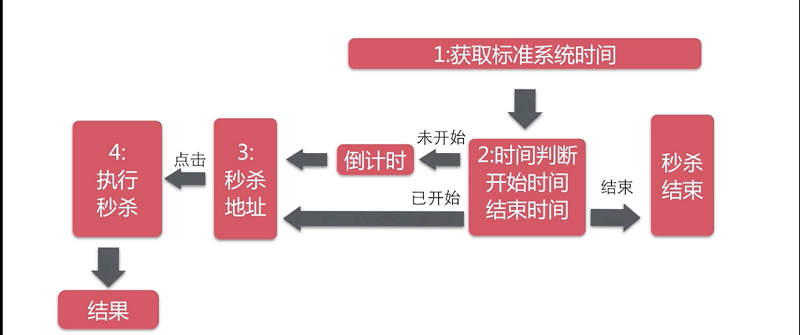 1:获取标准系统时间
4:
执行
秒杀
点击
3:
秒杀
地址
倒计时
未开始
已开始
2:时间判断
开始时间
结束时间
结束
秒杀
结束
结果